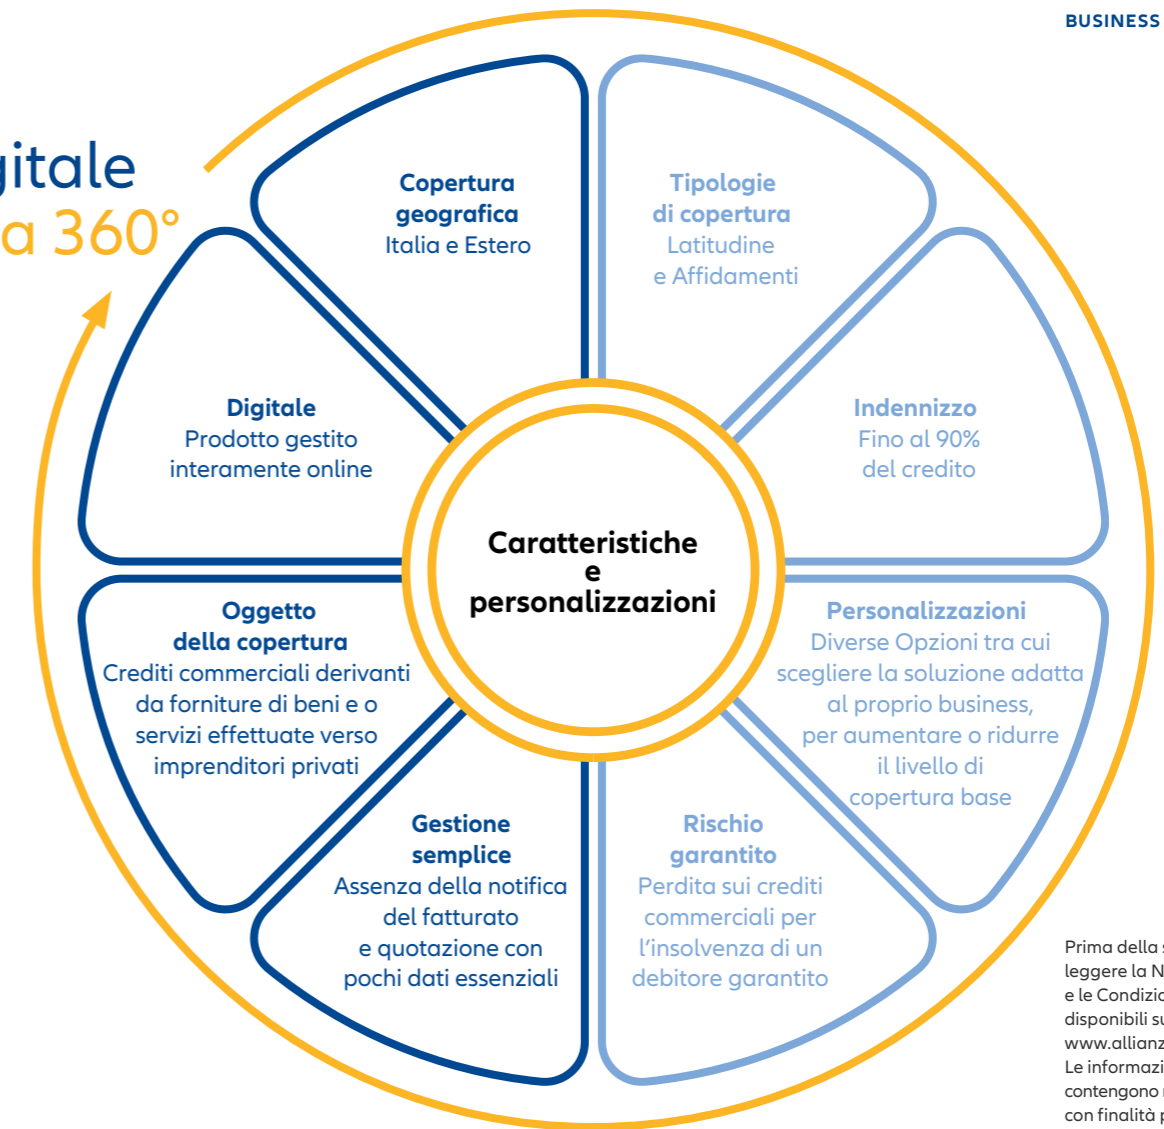 BUSINESS
gitale
a 360°
Copertura
geografica
Italia e Estero
Tipologie
di copertura
Latitudine
e Affidamenti
Digitale
Prodotto gestito
interamente online
Indennizzo
Fino al 90%
del credito
Caratteristiche
e
personalizzazioni
Oggetto
della copertura
Crediti commerciali derivanti
da forniture di beni e o
servizi effettuate verso
imprenditori privati
Personalizzazioni
Diverse Opzioni tra cui
scegliere la soluzione adatta
al proprio business,
per aumentare o ridurre
il livello di
copertura base
Gestione
semplice
Assenza della notifica
del fatturato
e quotazione con
pochi dati essenziali
Rischio
garantito
Perdita sui crediti
commerciali per
l'insolvenza di un
debitore garantito
Prima della s
leggere la N
e le Condizio
disponibili su
www.allianz
Le informazi
contengono
con finalità p